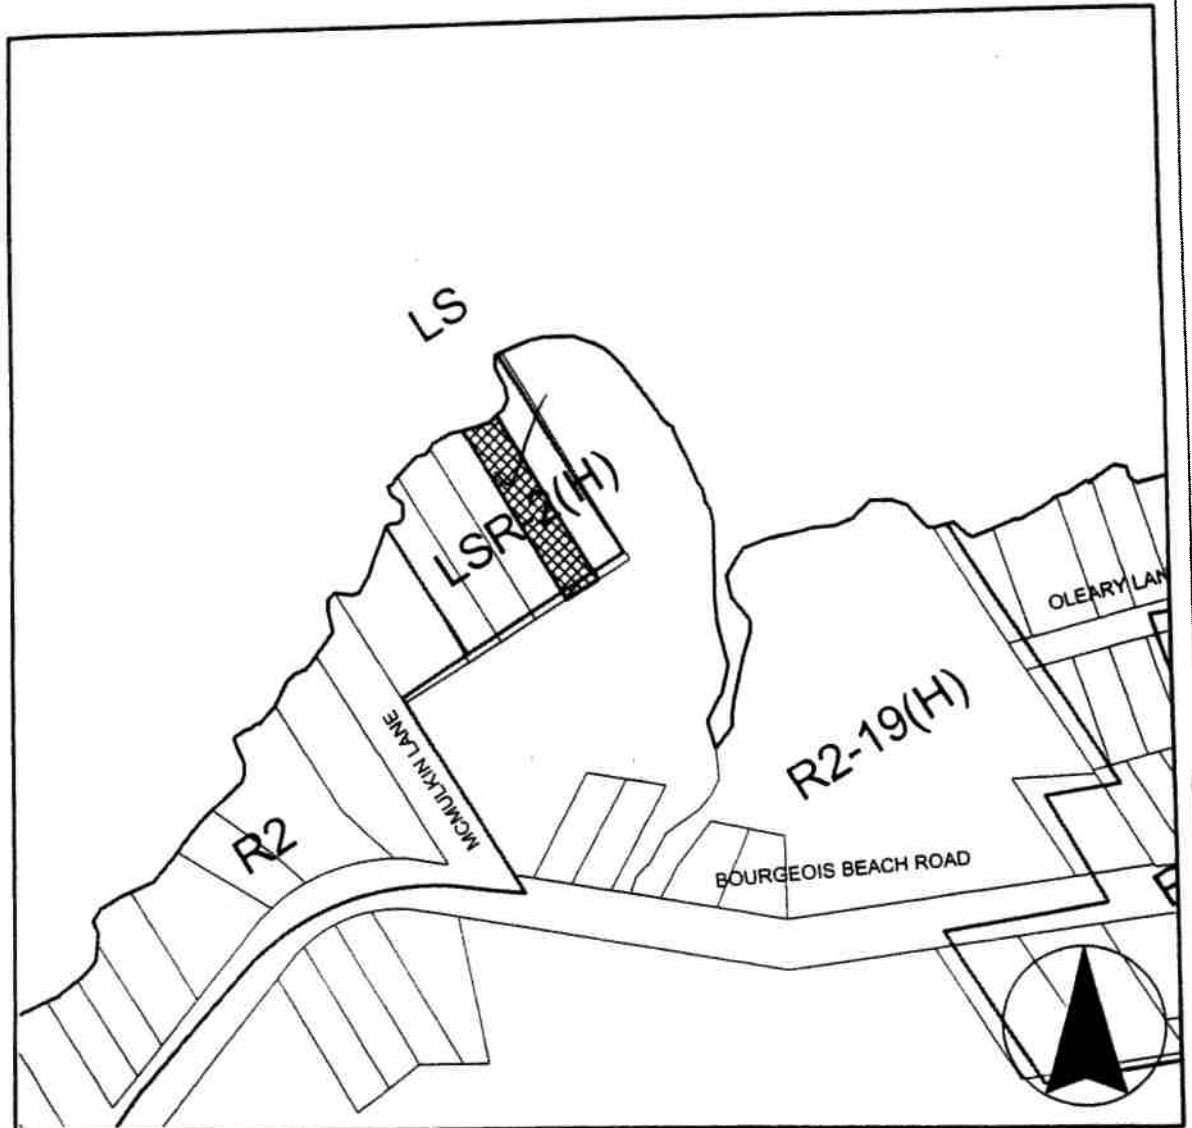 LS
LSR-2(H)
OLEARY LAN
R2-19(H)
MCMULKIN LANE
R2
BOURGEOIS BEACH ROAD